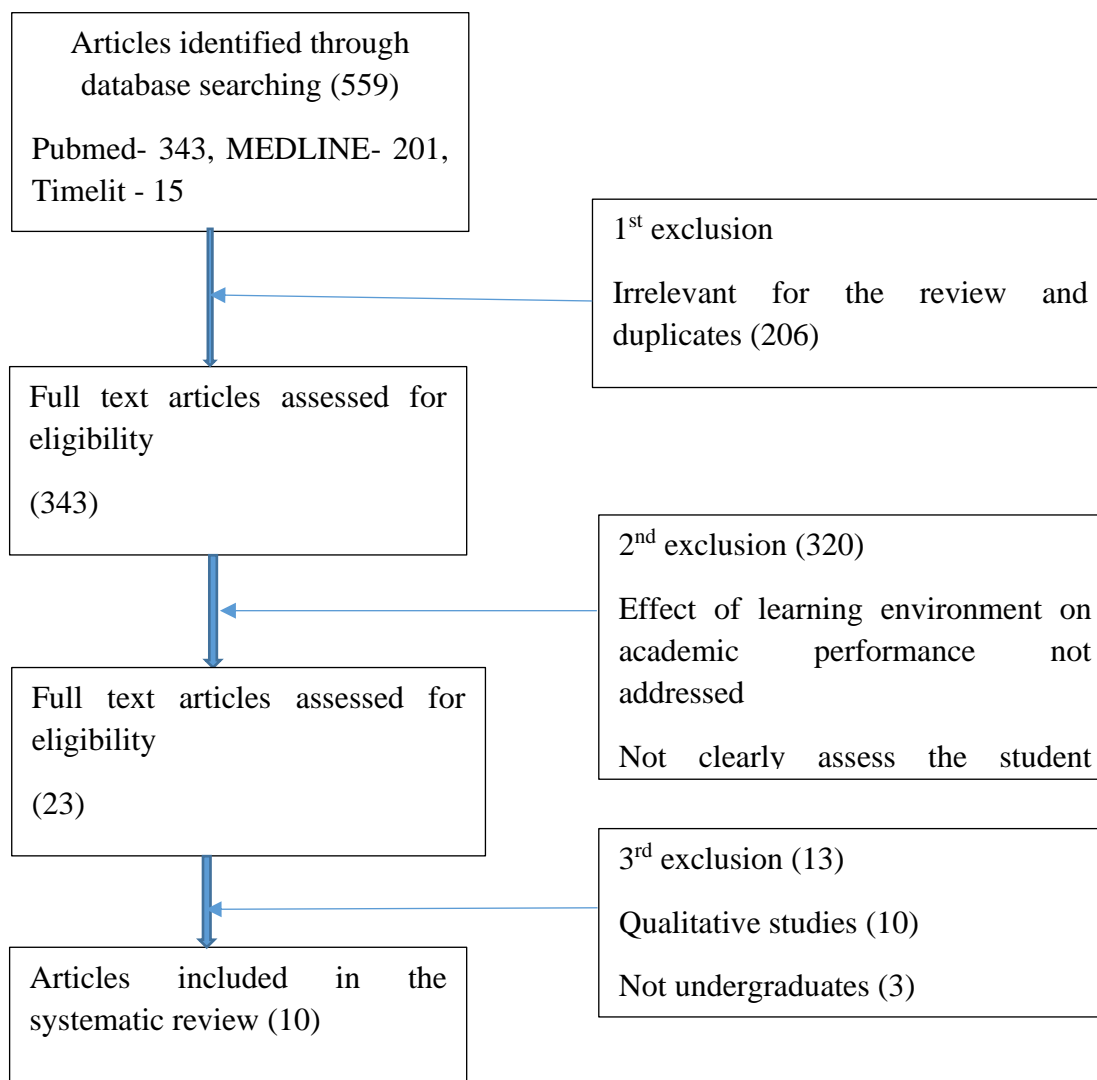 Articles identified through
database searching (559)
Pubmed- 343, MEDLINE- 201,
Timelit - 15
1st exclusion
Irrelevant for the review and
duplicates (206)
Full text articles assessed for
eligibility
(343)
2nd exclusion (320)
Effect of learning environment on
academic performance not
addressed
Not clearly assess the student
Full text articles assessed for
eligibility
(23)
3rd exclusion (13)
Qualitative studies (10)
Not undergraduates (3)
Articles included in the
systematic review (10)